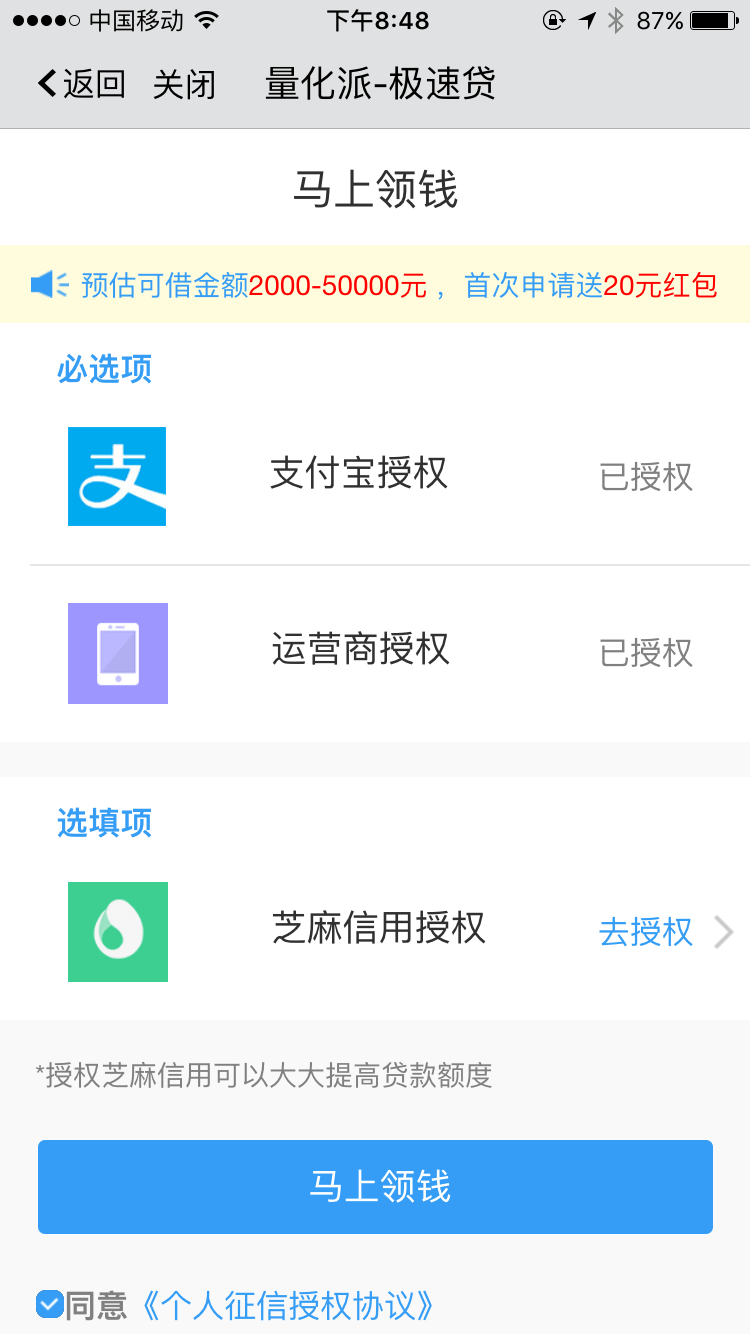 中国移动 下午8:48 87%
返回 关闭 量化派-极速贷
马上领钱
预估可借金额2000-50000元，首次申请送20元红包
必选项
支
支付宝授权 已授权
运营商授权 已授权
选填项
芝麻信用授权 去授权
*授权芝麻信用可以大大提高贷款额度
马上领钱
同意《个人征信授权协议》